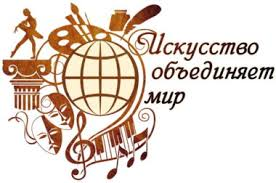 Искусство
объединяет
мир